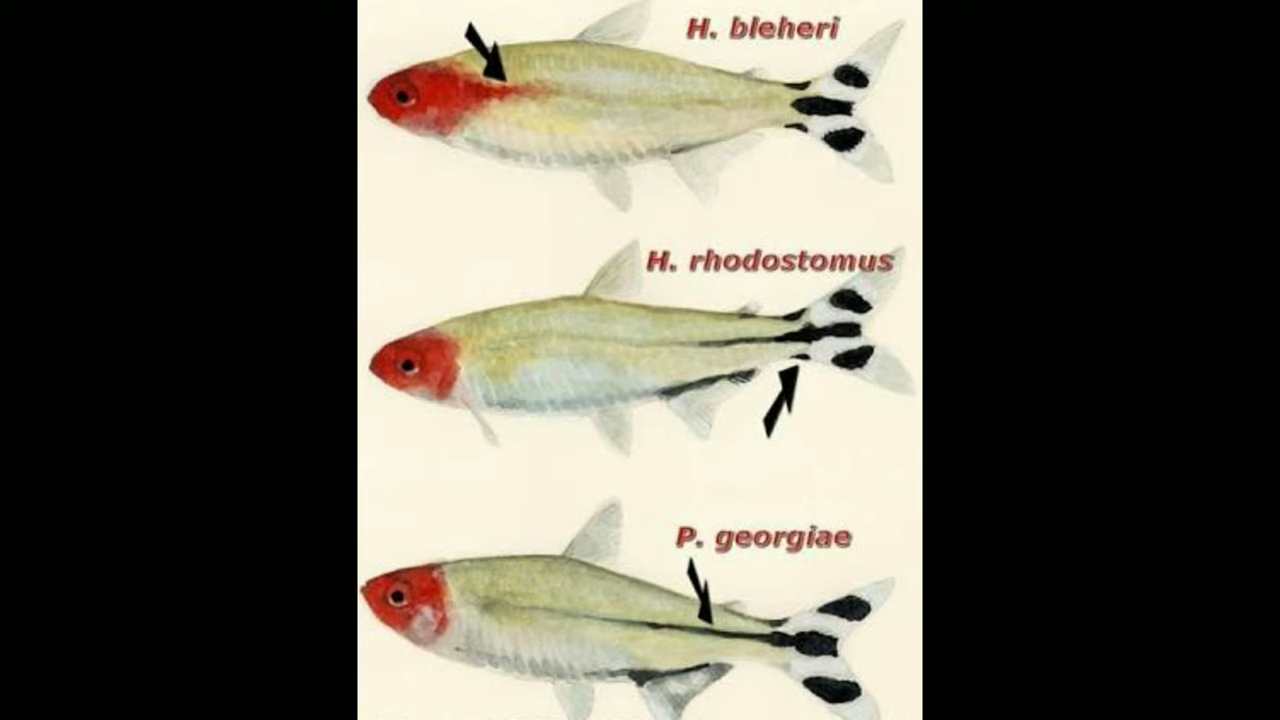 H. bleheri
H. rhodostomus
P. georgiae